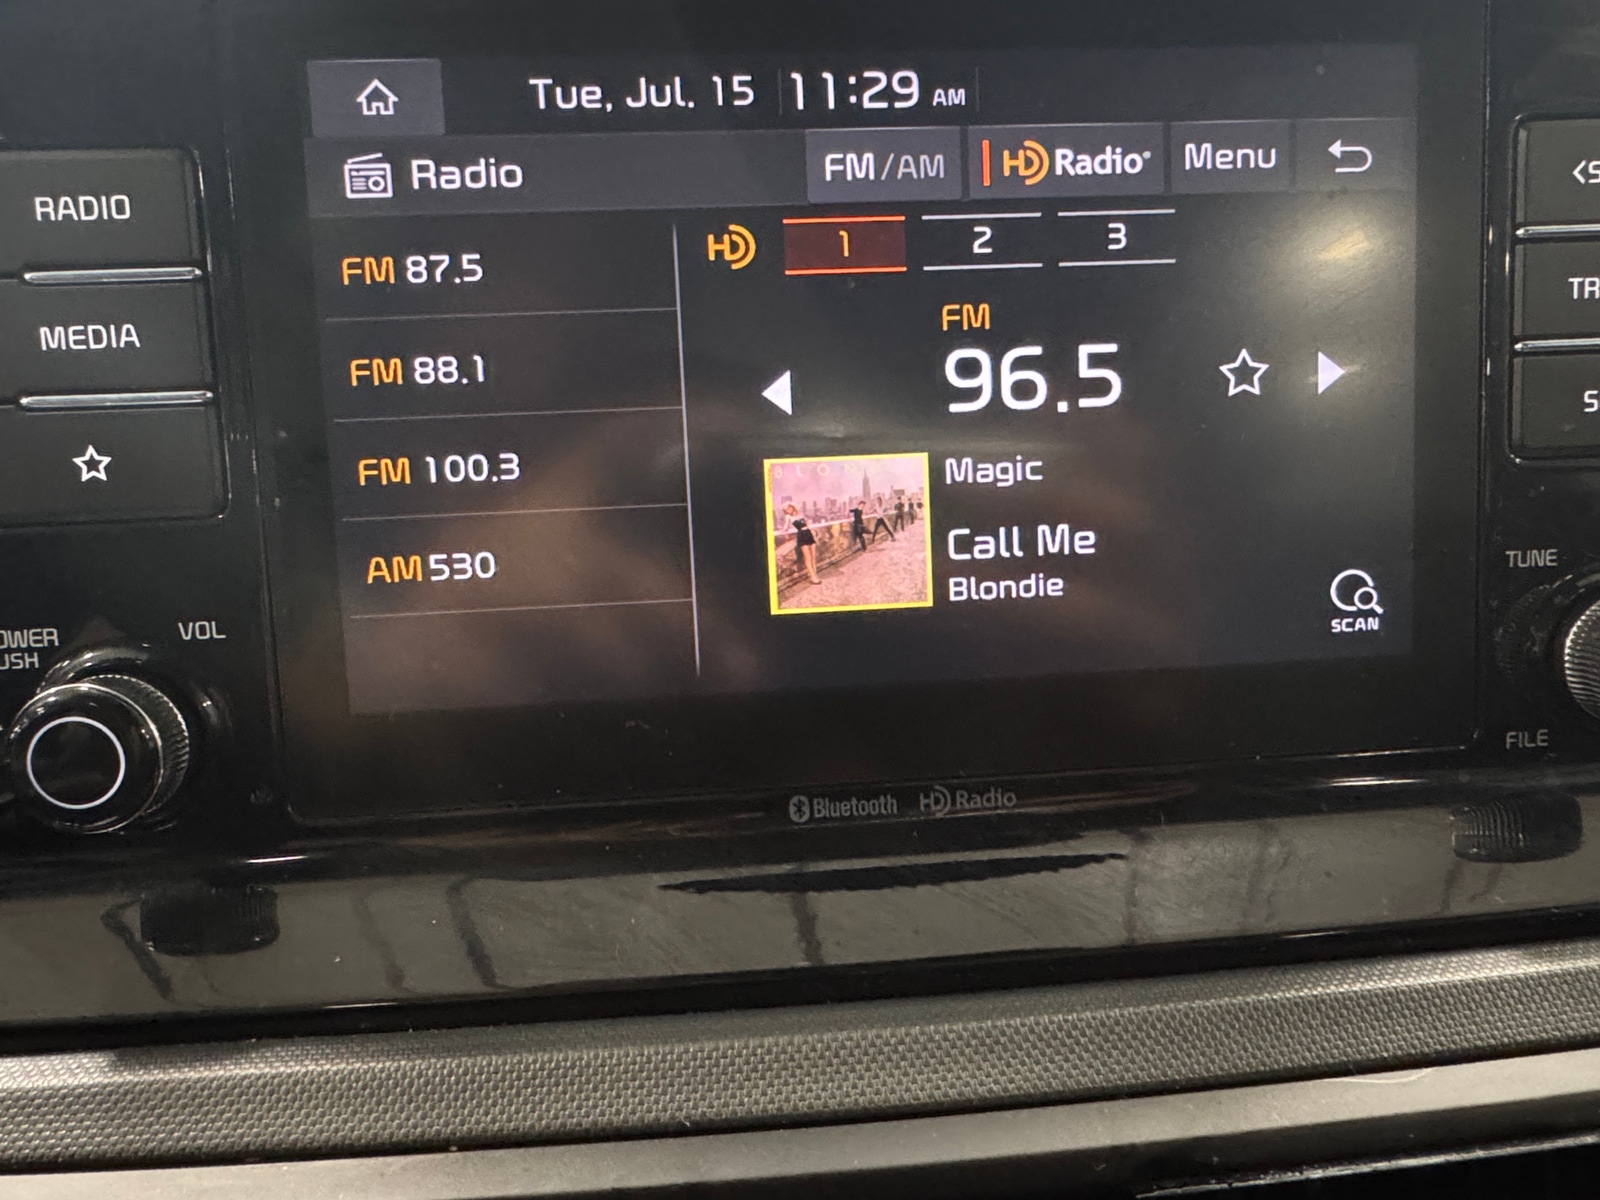 Tue, Jul. 15 11:29 AM
Radio FM/AM HD Radio Menu
RADIO
MEDIA
FM 87.5
FM 88.1
FM 100.3
AM 530
HD 1 2 3
FM
96.5
Magic
Call Me
Blondie
SCAN
VOL
TUNE
FILE
Bluetooth HD Radio